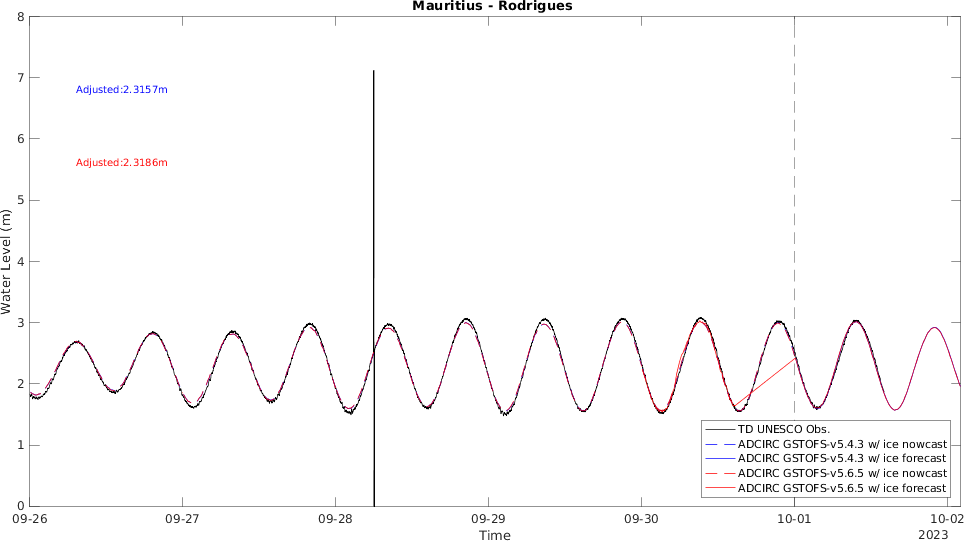 Mauritius - Rodrigues
8
7
6
5
4
3
2
1
0
Water Level (m)
Adjusted:2.3157m
Adjusted:2.3186m
TD UNESCO Obs.
ADCIRC GSTOFS-v5.4.3 w/ ice nowcast
ADCIRC GSTOFS-v5.4.3 w/ ice forecast
ADCIRC GSTOFS-v5.6.5 w/ ice nowcast
ADCIRC GSTOFS-v5.6.5 w/ ice forecast
09-26 09-27 09-28 09-29 09-30 10-01 10-02
Time
2023